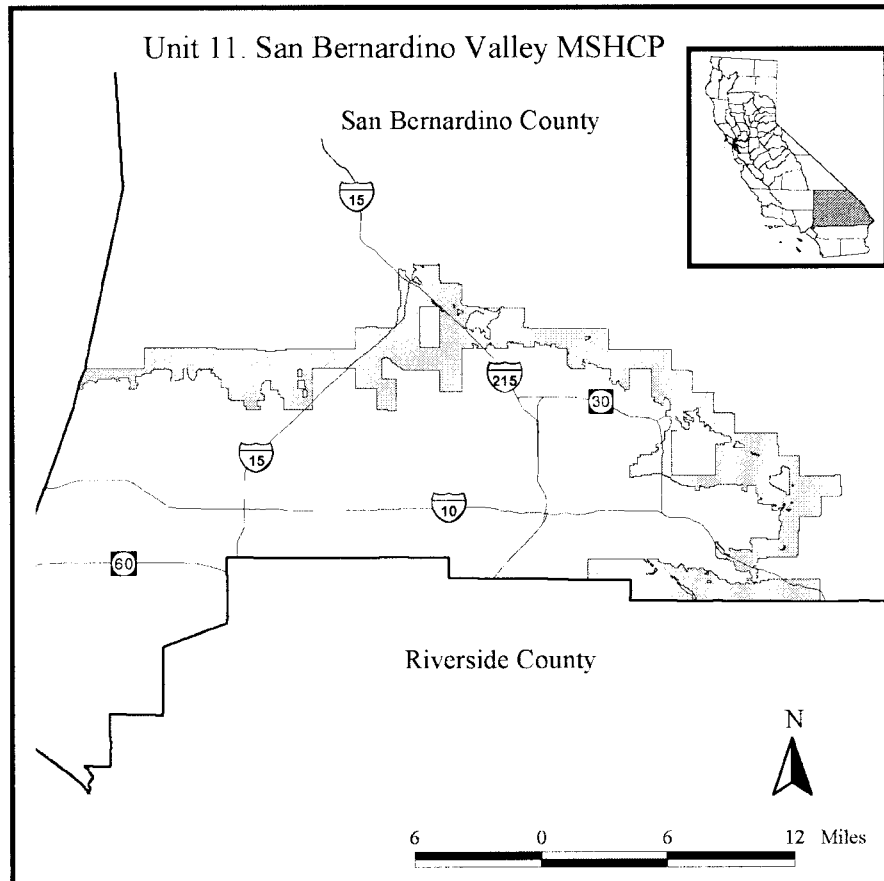 Unit 11. San Bernardino Valley MSHCP
San Bernardino County
15
215
30
15
10
60
Riverside County
N
6 0 6 12 Miles